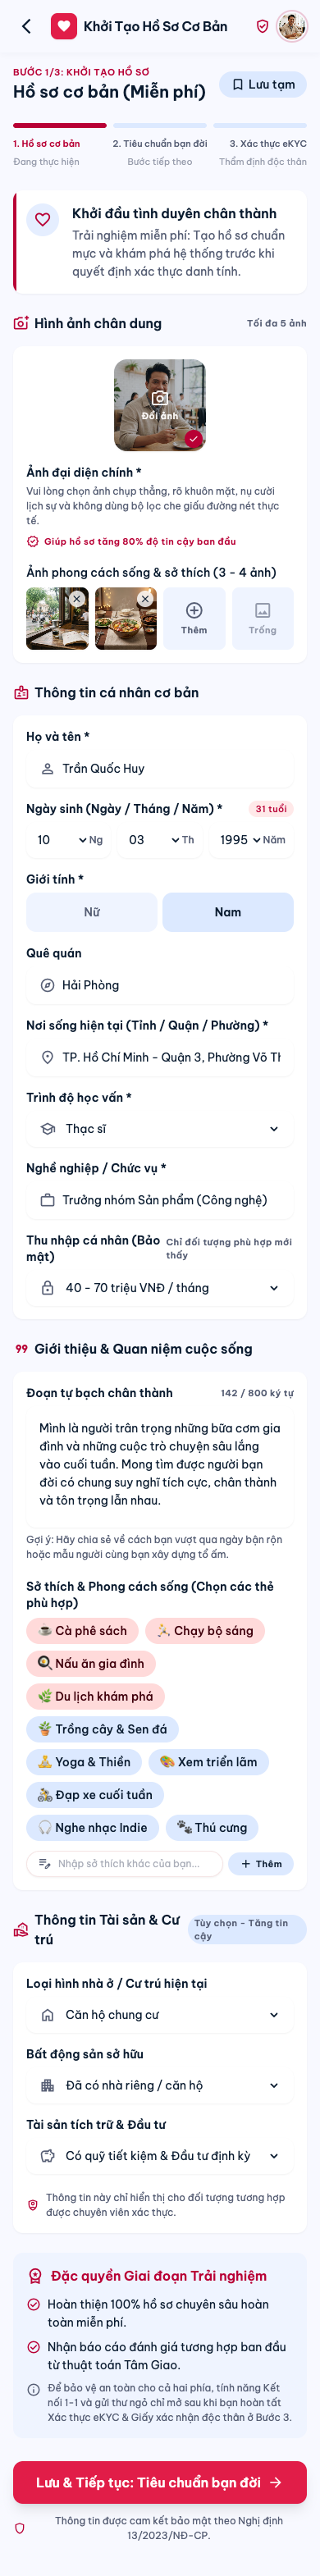 Khởi Tạo Hồ Sơ Cơ Bản
BƯỚC 1/3: KHỞI TẠO HỒ SƠ
Hồ sơ cơ bản (Miễn phí)
Lưu tạm
1. Hồ sơ cơ bản
2. Tiêu chuẩn bạn đời
3. Xác thực eKYC
Đang thực hiện
Bước tiếp theo
Thẩm định độc thân
Khởi đầu tình duyên chân thành
Trải nghiệm miễn phí: Tạo hồ sơ chuẩn
mực và khám phá hệ thống trước khi
quyết định xác thực danh tính.
Hình ảnh chân dung
Tối đa 5 ảnh
Đổi ảnh
Ảnh đại diện chính *
Vui lòng chọn ảnh chụp thẳng, rõ khuôn mặt, nụ cười
lịch sự và không dùng bộ lọc che giấu đường nét thực
tế.
Giúp hồ sơ tăng 80% độ tin cậy ban đầu
Ảnh phong cách sống & sở thích (3 - 4 ảnh)
Thêm
Trống
Thông tin cá nhân cơ bản
Họ và tên *
Trần Quốc Huy
Ngày sinh (Ngày / Tháng / Năm) *
31 tuổi
10 Ng
03 Th
1995 Năm
Giới tính *
Nữ
Nam
Quê quán
Hải Phòng
Nơi sống hiện tại (Tỉnh / Quận / Phường) *
TP. Hồ Chí Minh - Quận 3, Phường Võ Th
Trình độ học vấn *
Thạc sĩ
Nghề nghiệp / Chức vụ *
Trưởng nhóm Sản phẩm (Công nghệ)
Thu nhập cá nhân (Bảo
mật)
Chỉ đối tượng phù hợp mới
thấy
40 - 70 triệu VNĐ / tháng
Giới thiệu & Quan niệm cuộc sống
Đoạn tự bạch chân thành
142 / 800 ký tự
Mình là người trân trọng những bữa cơm gia
đình và những cuộc trò chuyện sâu lắng
vào cuối tuần. Mong tìm được người bạn
đời có chung suy nghĩ tích cực, chân thành
và tôn trọng lẫn nhau.
Gợi ý: Hãy chia sẻ về cách bạn vượt qua ngày bận rộn
hoặc mẫu người cùng bạn xây dựng tổ ấm.
Sở thích & Phong cách sống (Chọn các thẻ
phù hợp)
Cà phê sách
Chạy bộ sáng
Nấu ăn gia đình
Du lịch khám phá
Trồng cây & Sen đá
Yoga & Thiền
Xem triển lãm
Đạp xe cuối tuần
Nghe nhạc Indie
Thú cưng
Nhập sở thích khác của bạn...
Thêm
Thông tin Tài sản & Cư
trú
Tùy chọn - Tăng tin
cậy
Loại hình nhà ở / Cư trú hiện tại
Căn hộ chung cư
Bất động sản sở hữu
Đã có nhà riêng / căn hộ
Tài sản tích trữ & Đầu tư
Có quỹ tiết kiệm & Đầu tư định kỳ
Thông tin này chỉ hiển thị cho đối tượng tương hợp
được chuyên viên xác thực.
Đặc quyền Giai đoạn Trải nghiệm
Hoàn thiện 100% hồ sơ chuyên sâu hoàn
toàn miễn phí.
Nhận báo cáo đánh giá tương hợp ban đầu
từ thuật toán Tâm Giao.
Để bảo vệ an toàn cho cả hai phía, tính năng Kết
nối 1-1 và gửi thư ngỏ chỉ mở sau khi bạn hoàn tất
Xác thực eKYC & Giấy xác nhận độc thân ở Bước 3.
Lưu & Tiếp tục: Tiêu chuẩn bạn đời
Thông tin được cam kết bảo mật theo Nghị định
13/2023/NĐ-CP.